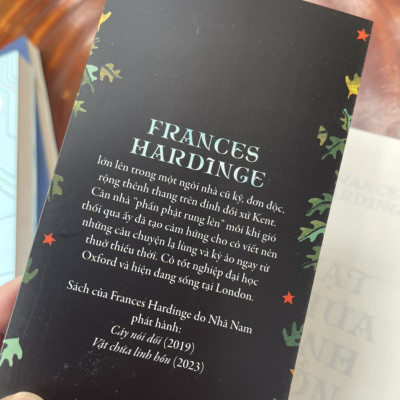 FRANCES
HARDINGE
lớn lên trong một ngôi nhà cũ kỹ, đơn độc,
rộng thênh thang trên đỉnh đồi xứ Kent.
Căn nhà "phần phật rung lên" mỗi khi gió
thổi qua ấy đã tạo cảm hứng cho cô viết nên
những câu chuyện lạ lùng và kỳ ảo ngay từ
thuở thiếu thời. Cô tốt nghiệp đại học
Oxford và hiện đang sống tại London.
Sách của Frances Hardinge do Nhã Nam
phát hành:
Cây nói dối (2019)
Vật chứa linh hồn (2023)
FRANCES
HARDINGE